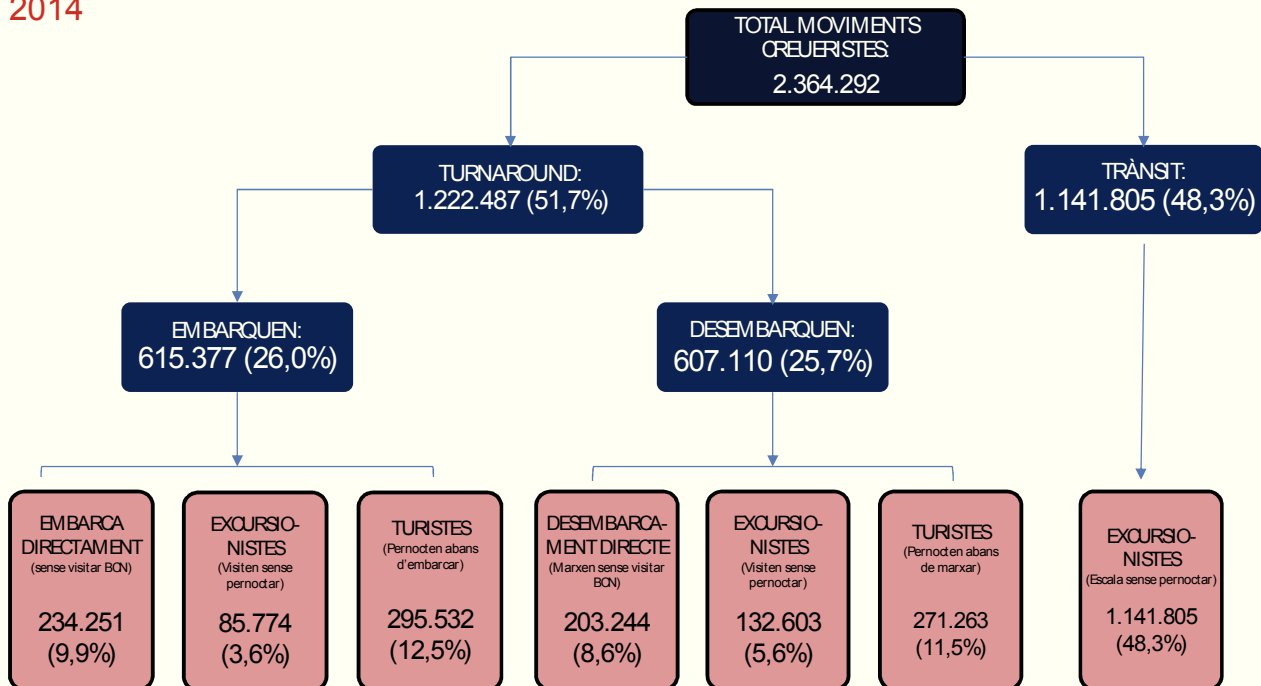 2014
TOTAL MOVIMENTS
CREUERISTES:
2.364.292
TURNAROUND:
1.222.487 (51,7%)
TRÀNSIT:
1.141.805 (48,3%)
EMBARQUEN:
615.377 (26,0%)
DESEMBARQUEN:
607.110 (25,7%)
EMBARCA
DIRECTAMENT
(sense visitar BCN)
234.251
(9,9%)
EXCURSIO-
NISTES
(Visiten sense
pernoctar)
85.774
(3,6%)
TURISTES
(Pernocten abans
d'embarcar)
295.532
(12,5%)
DESEMBARCA-
MENT DIRECTE
(Marxen sense visitar
BCN)
203.244
(8,6%)
EXCURSIO-
NISTES
(Visiten sense
pernoctar)
132.603
(5,6%)
TURISTES
(Pernocten abans
de marxar)
271.263
(11,5%)
EXCURSIO-
NISTES
(Escala sense pernoctar)
1.141.805
(48,3%)